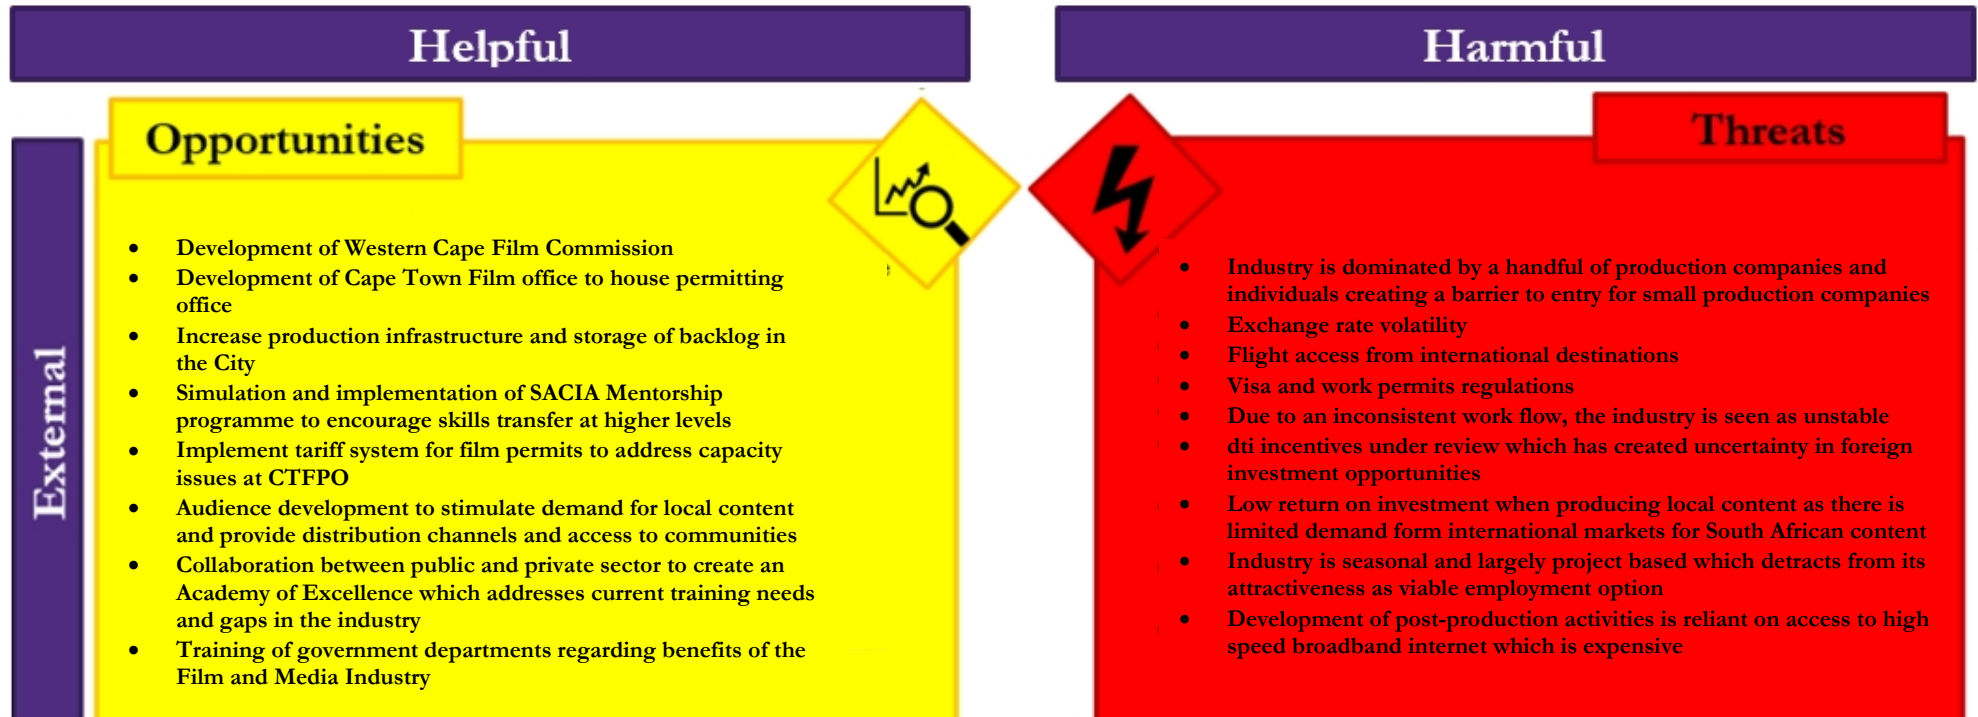 Helpful
Harmful
External
Opportunities
• Development of Western Cape Film Commission
• Development of Cape Town Film office to house permitting
office
• Increase production infrastructure and storage of backlog in
the City
• Simulation and implementation of SACIA Mentorship
programme to encourage skills transfer at higher levels
• Implement tariff system for film permits to address capacity
issues at CTFPO
• Audience development to stimulate demand for local content
and provide distribution channels and access to communities
• Collaboration between public and private sector to create an
Academy of Excellence which addresses current training needs
and gaps in the industry
• Training of government departments regarding benefits of the
Film and Media Industry
Threats
• Industry is dominated by a handful of production companies and
individuals creating a barrier to entry for small production companies
• Exchange rate volatility
• Flight access from international destinations
• Visa and work permits regulations
• Due to an inconsistent work flow, the industry is seen as unstable
• dti incentives under review which has created uncertainty in foreign
investment opportunities
• Low return on investment when producing local content as there is
limited demand form international markets for South African content
• Industry is seasonal and largely project based which detracts from its
attractiveness as viable employment option
• Development of post-production activities is reliant on access to high
speed broadband internet which is expensive